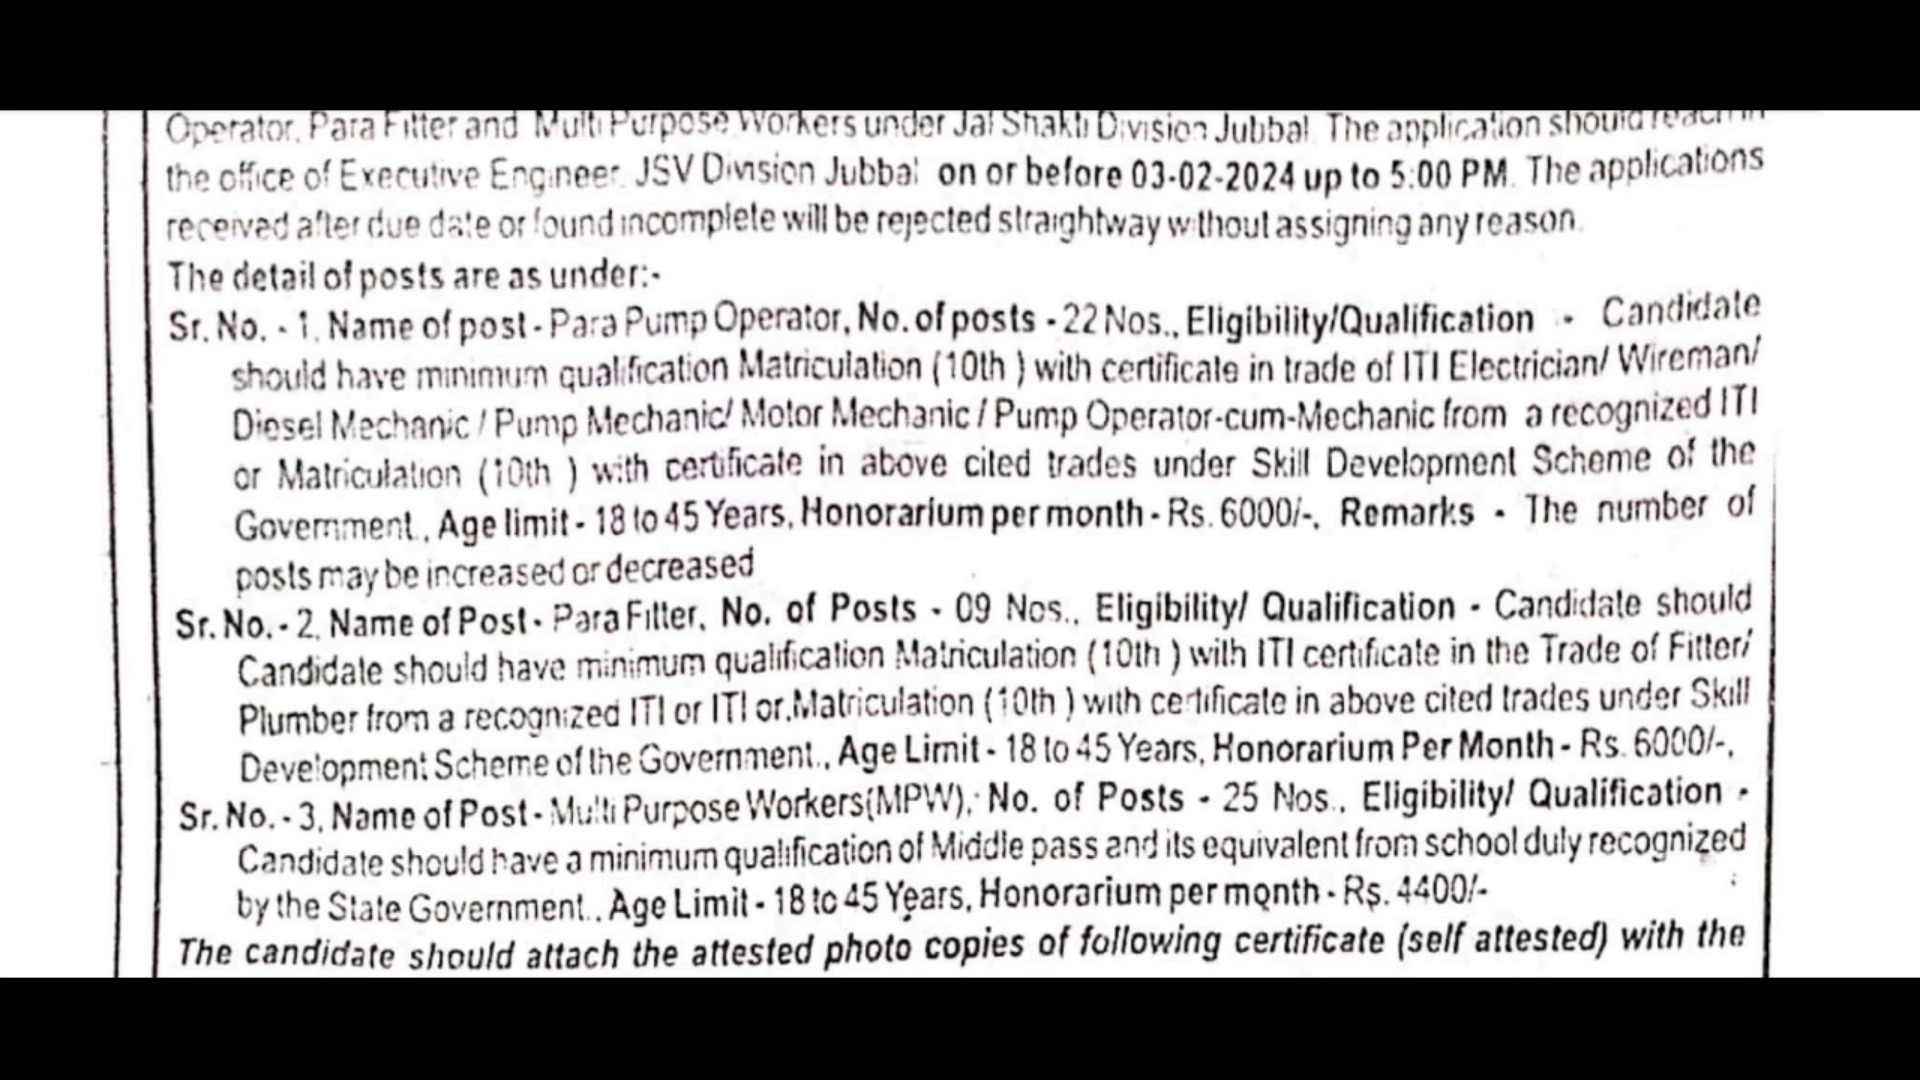 Operator, Para Fitter and Multi Purpose Workers under Jal Shakti Division Jubbal. The application should reach in
the office of Executive Engineer, JSV Division Jubbal on or before 03-02-2024 up to 5:00 PM. The applications
received after due date or found incomplete will be rejected straightway without assigning any reason.
The detail of posts are as under:-
Sr. No. - 1, Name of post - Para Pump Operator, No. of posts - 22 Nos., Eligibility/Qualification - Candidate
should have minimum qualification Matriculation (10th ) with certificate in trade of ITI Electrician/ Wireman/
Diesel Mechanic / Pump Mechanic/ Motor Mechanic / Pump Operator-cum-Mechanic from a recognized ITI
or Matriculation (10th ) with certificate in above cited trades under Skill Development Scheme of the
Government., Age limit - 18 to 45 Years, Honorarium per month - Rs. 6000/-, Remarks - The number of
posts may be increased or decreased
Sr. No. - 2, Name of Post - Para Fitter, No. of Posts - 09 Nos., Eligibility/ Qualification - Candidate should
Candidate should have minimum qualification Matriculation (10th ) with ITI certificate in the Trade of Fitter/
Plumber from a recognized ITI or ITI or.Matriculation (10th ) with certificate in above cited trades under Skill
Development Scheme of the Government., Age Limit - 18 to 45 Years, Honorarium Per Month - Rs. 6000/-,
Sr. No. - 3, Name of Post - Multi Purpose Workers(MPW), No. of Posts - 25 Nos., Eligibility/ Qualification -
Candidate should have a minimum qualification of Middle pass and its equivalent from school duly recognized
by the State Government., Age Limit - 18 to 45 Years, Honorarium per month - Rs. 4400/-
The candidate should attach the attested photo copies of following certificate (self attested) with the